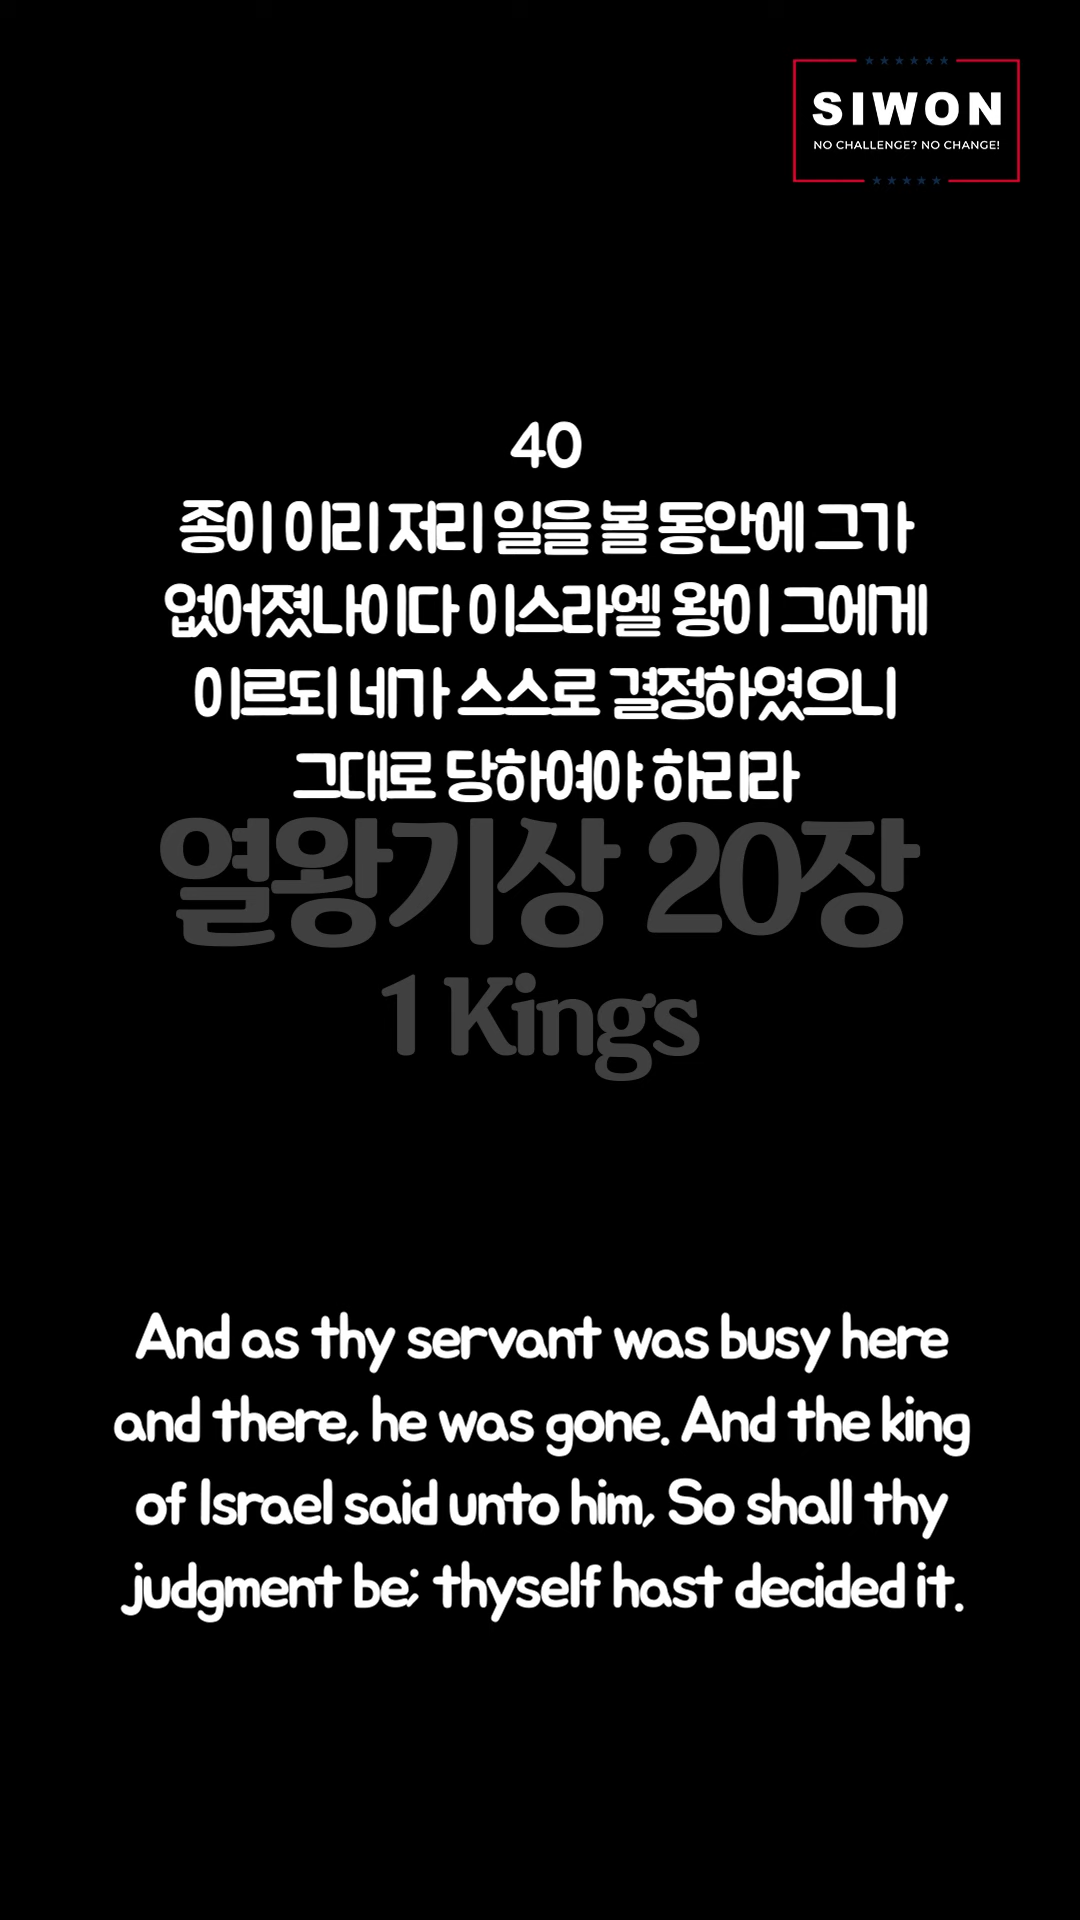 SIWON
NO CHALLENGE? NO CHANGE!
40
종이 이리 저리 일을 볼 동안에 그가
없어졌나이다 이스라엘 왕이 그에게
이르되 네가 스스로 결정하였으니
그대로 당하여야 하리라
열왕기상 20장
1 Kings
And as thy servant was busy here
and there, he was gone. And the king
of Israel said unto him, So shall thy
judgment be; thyself hast decided it.